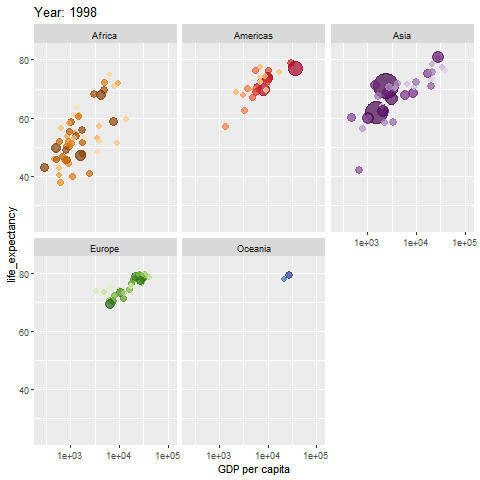 Year: 1998
Africa Americas Asia
80
60
40
1e+03 1e+04 1e+05
life_expectancy
Europe Oceania
80
60
40
1e+03 1e+04 1e+05 1e+03 1e+04 1e+05
GDP per capita